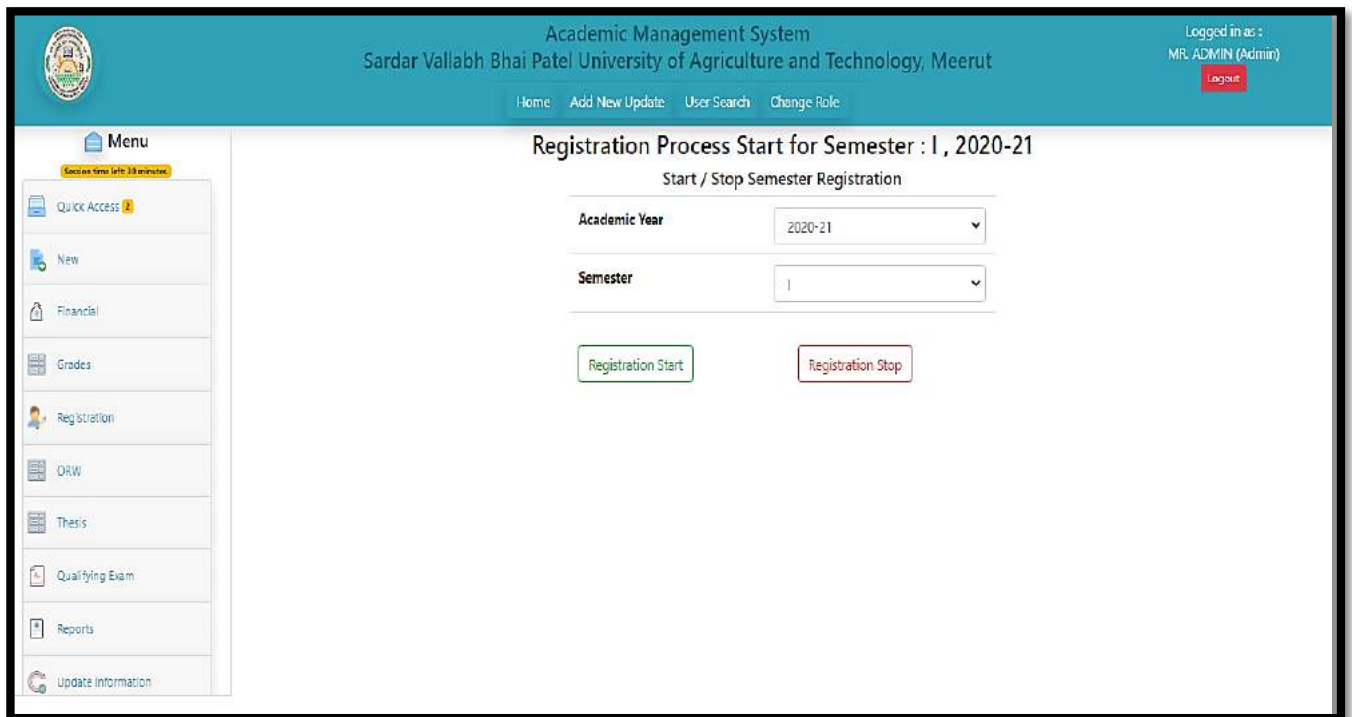 Academic Management System
Sardar Vallabh Bhai Patel University of Agriculture and Technology, Meerut
Logged in as :
MR. ADMIN (Admin)
Logout
Home Add New Update User Search Change Role
Menu
Session time left: 30 minutes.
Quick Access 2
New
Financial
Grades
Registration
ORW
Thesis
Qualifying Exam
Reports
Update Information
Registration Process Start for Semester : I , 2020-21
Start / Stop Semester Registration
Academic Year 2020-21
Semester I
Registration Start Registration Stop